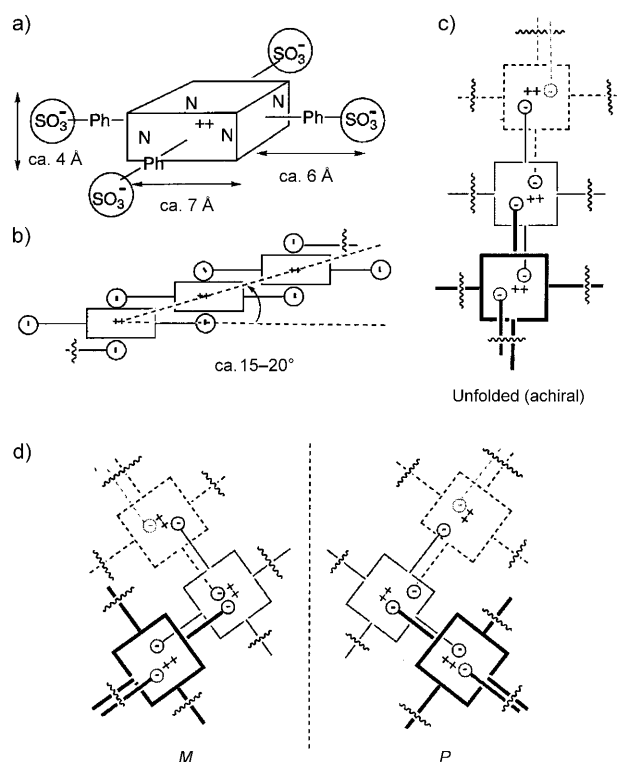 a)
SO3⁻
N
N
SO3⁻
Ph
N
++
N
Ph
SO3⁻
ca. 4 Å
Ph
SO3⁻
ca. 7 Å
ca. 6 Å
b)
++
++
++
ca. 15–20°
c)
++
++
++
Unfolded (achiral)
d)
++
++
++
++
++
++
M
P